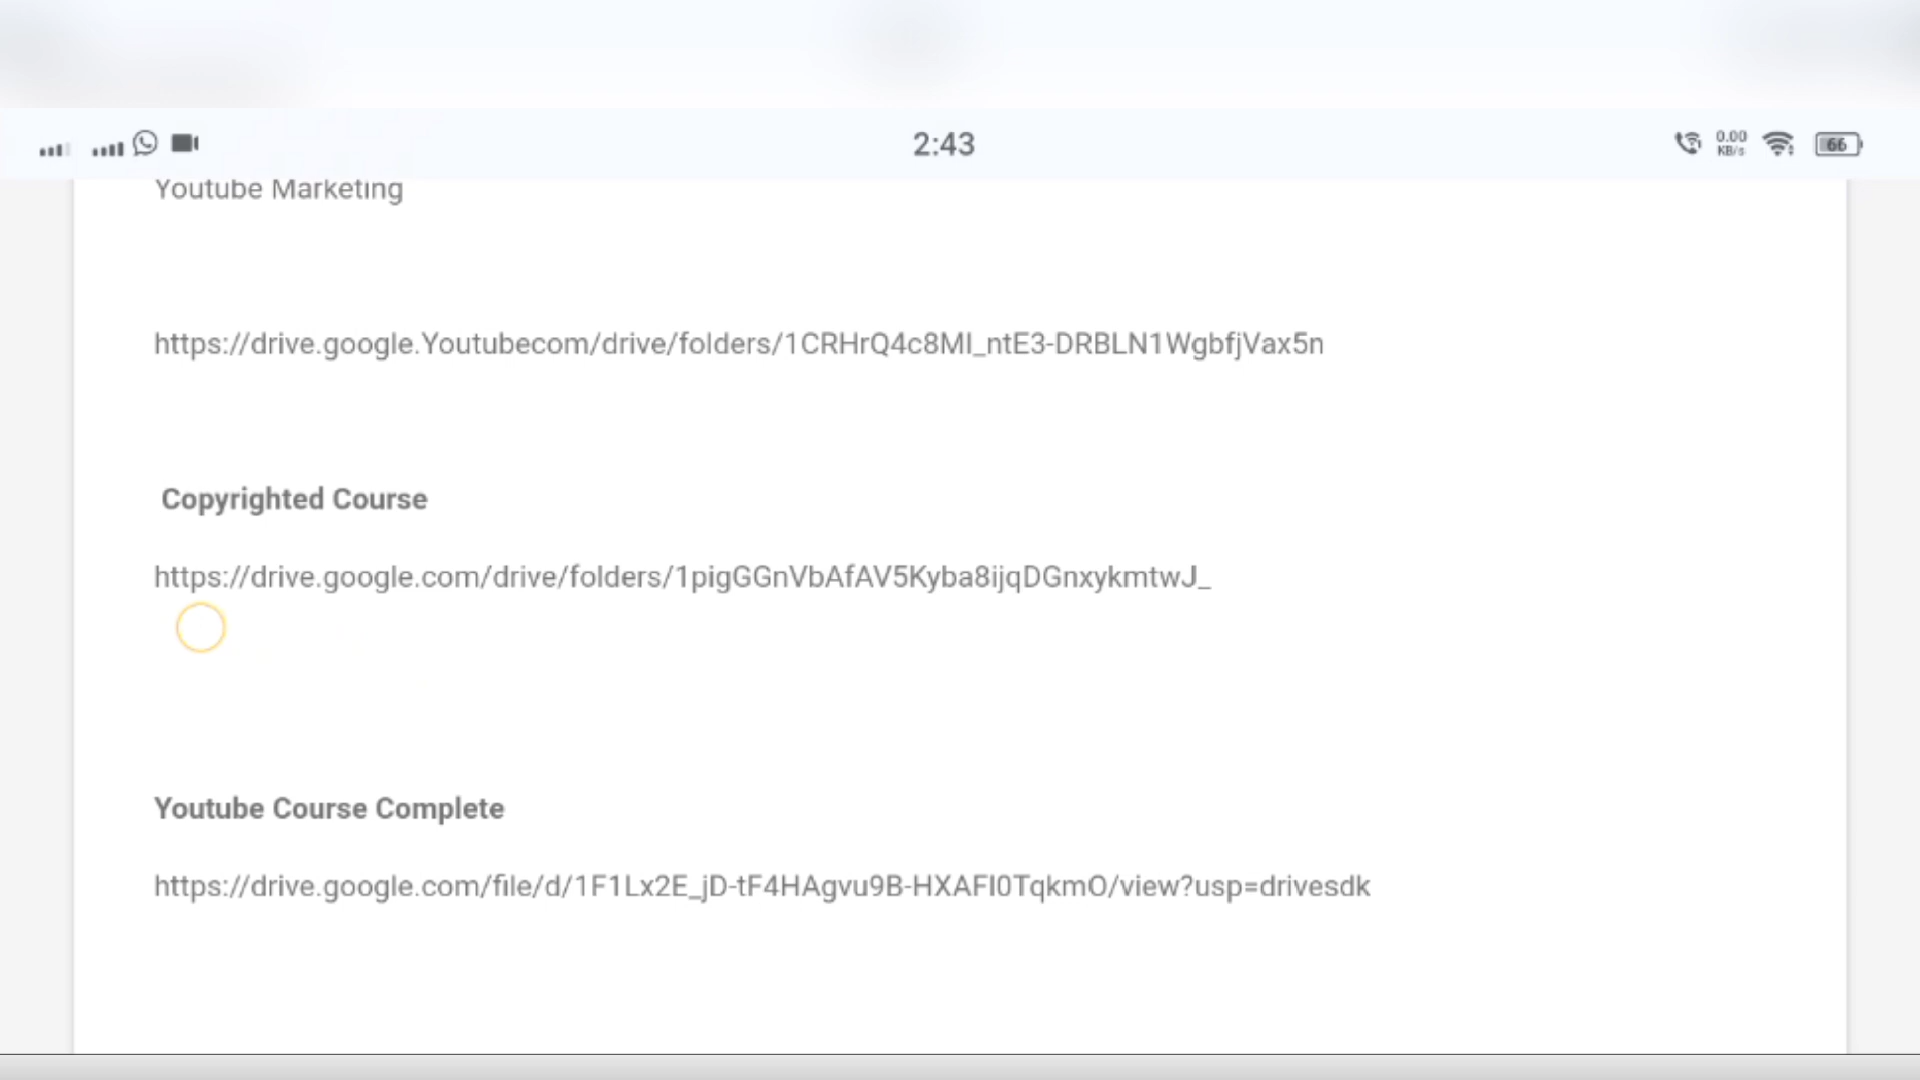 2:43
0.00
KB/s
66
Youtube Marketing
https://drive.google.Youtubecom/drive/folders/1CRHrQ4c8MI_ntE3-DRBLN1WgbfjVax5n
Copyrighted Course
https://drive.google.com/drive/folders/1pigGGnVbAfAV5Kyba8ijqDGnxykmtwJ_
Youtube Course Complete
https://drive.google.com/file/d/1F1Lx2E_jD-tF4HAgvu9B-HXAFI0TqkmO/view?usp=drivesdk